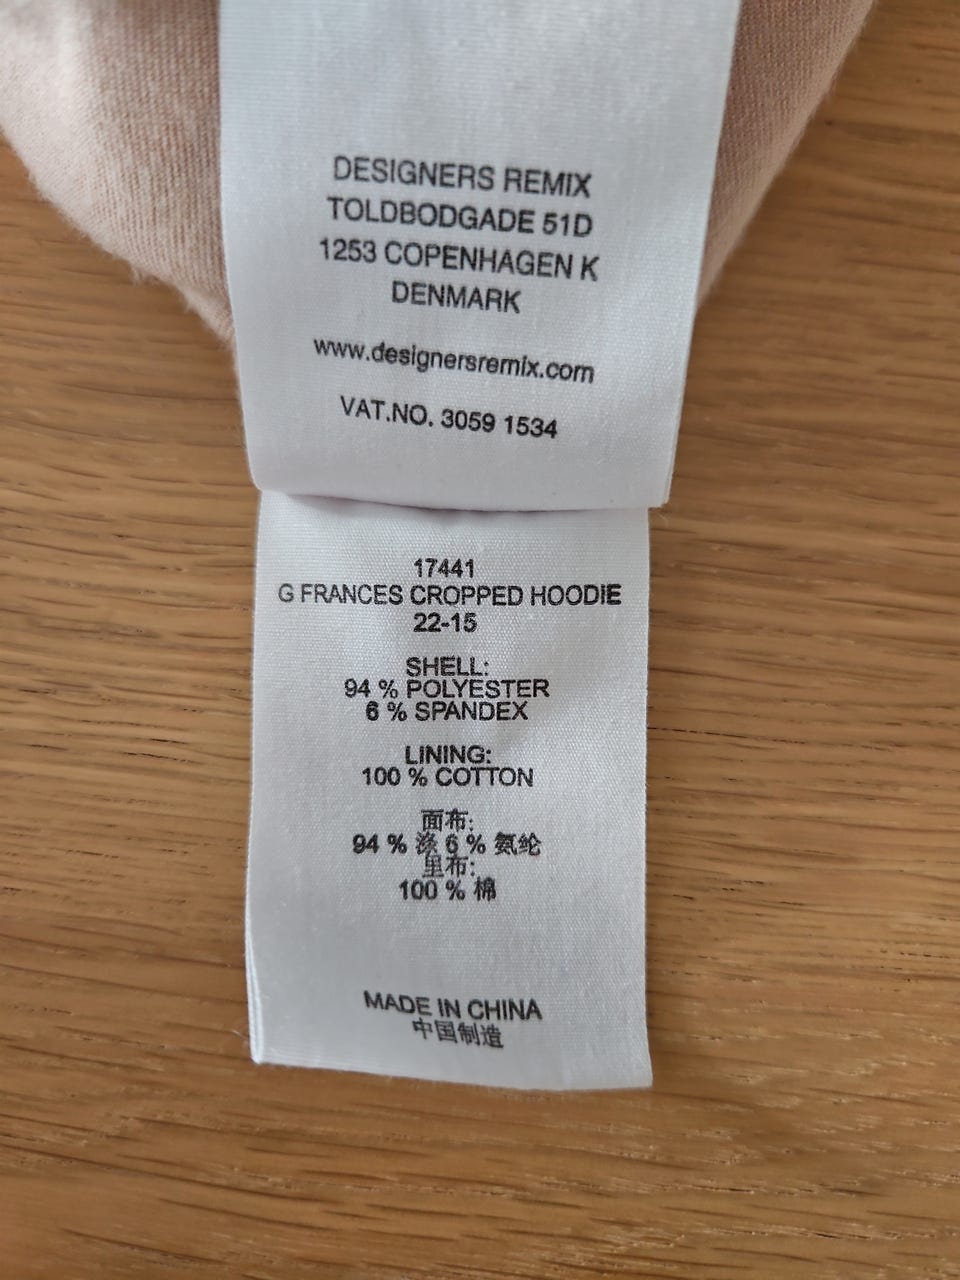 DESIGNERS REMIX
TOLDBODGADE 51D
1253 COPENHAGEN K
DENMARK
www.designersremix.com
VAT.NO. 3059 1534
17441
G FRANCES CROPPED HOODIE
22-15
SHELL:
94 % POLYESTER
6 % SPANDEX
LINING:
100 % COTTON
面布:
94 % 涤 6 % 氨纶
里布:
100 % 棉
MADE IN CHINA
中国制造